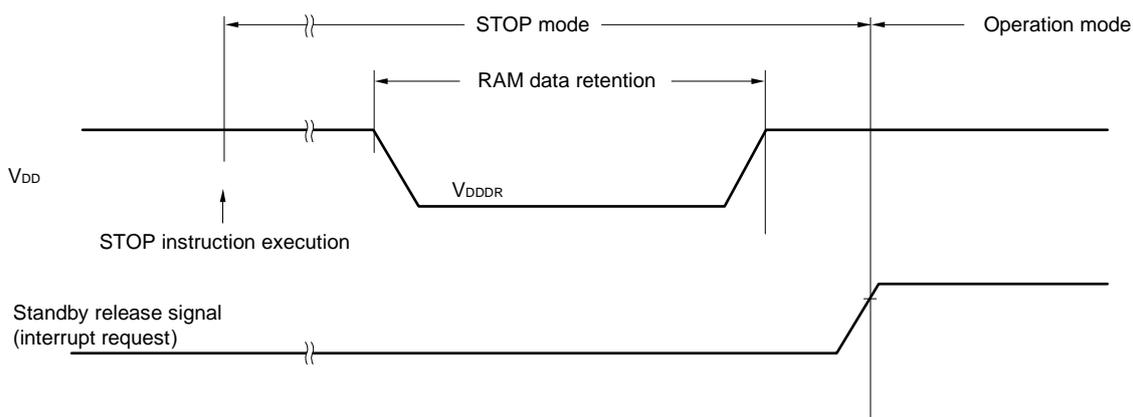 STOP mode
Operation mode
RAM data retention
VDD
VDDDR
STOP instruction execution
Standby release signal
(interrupt request)